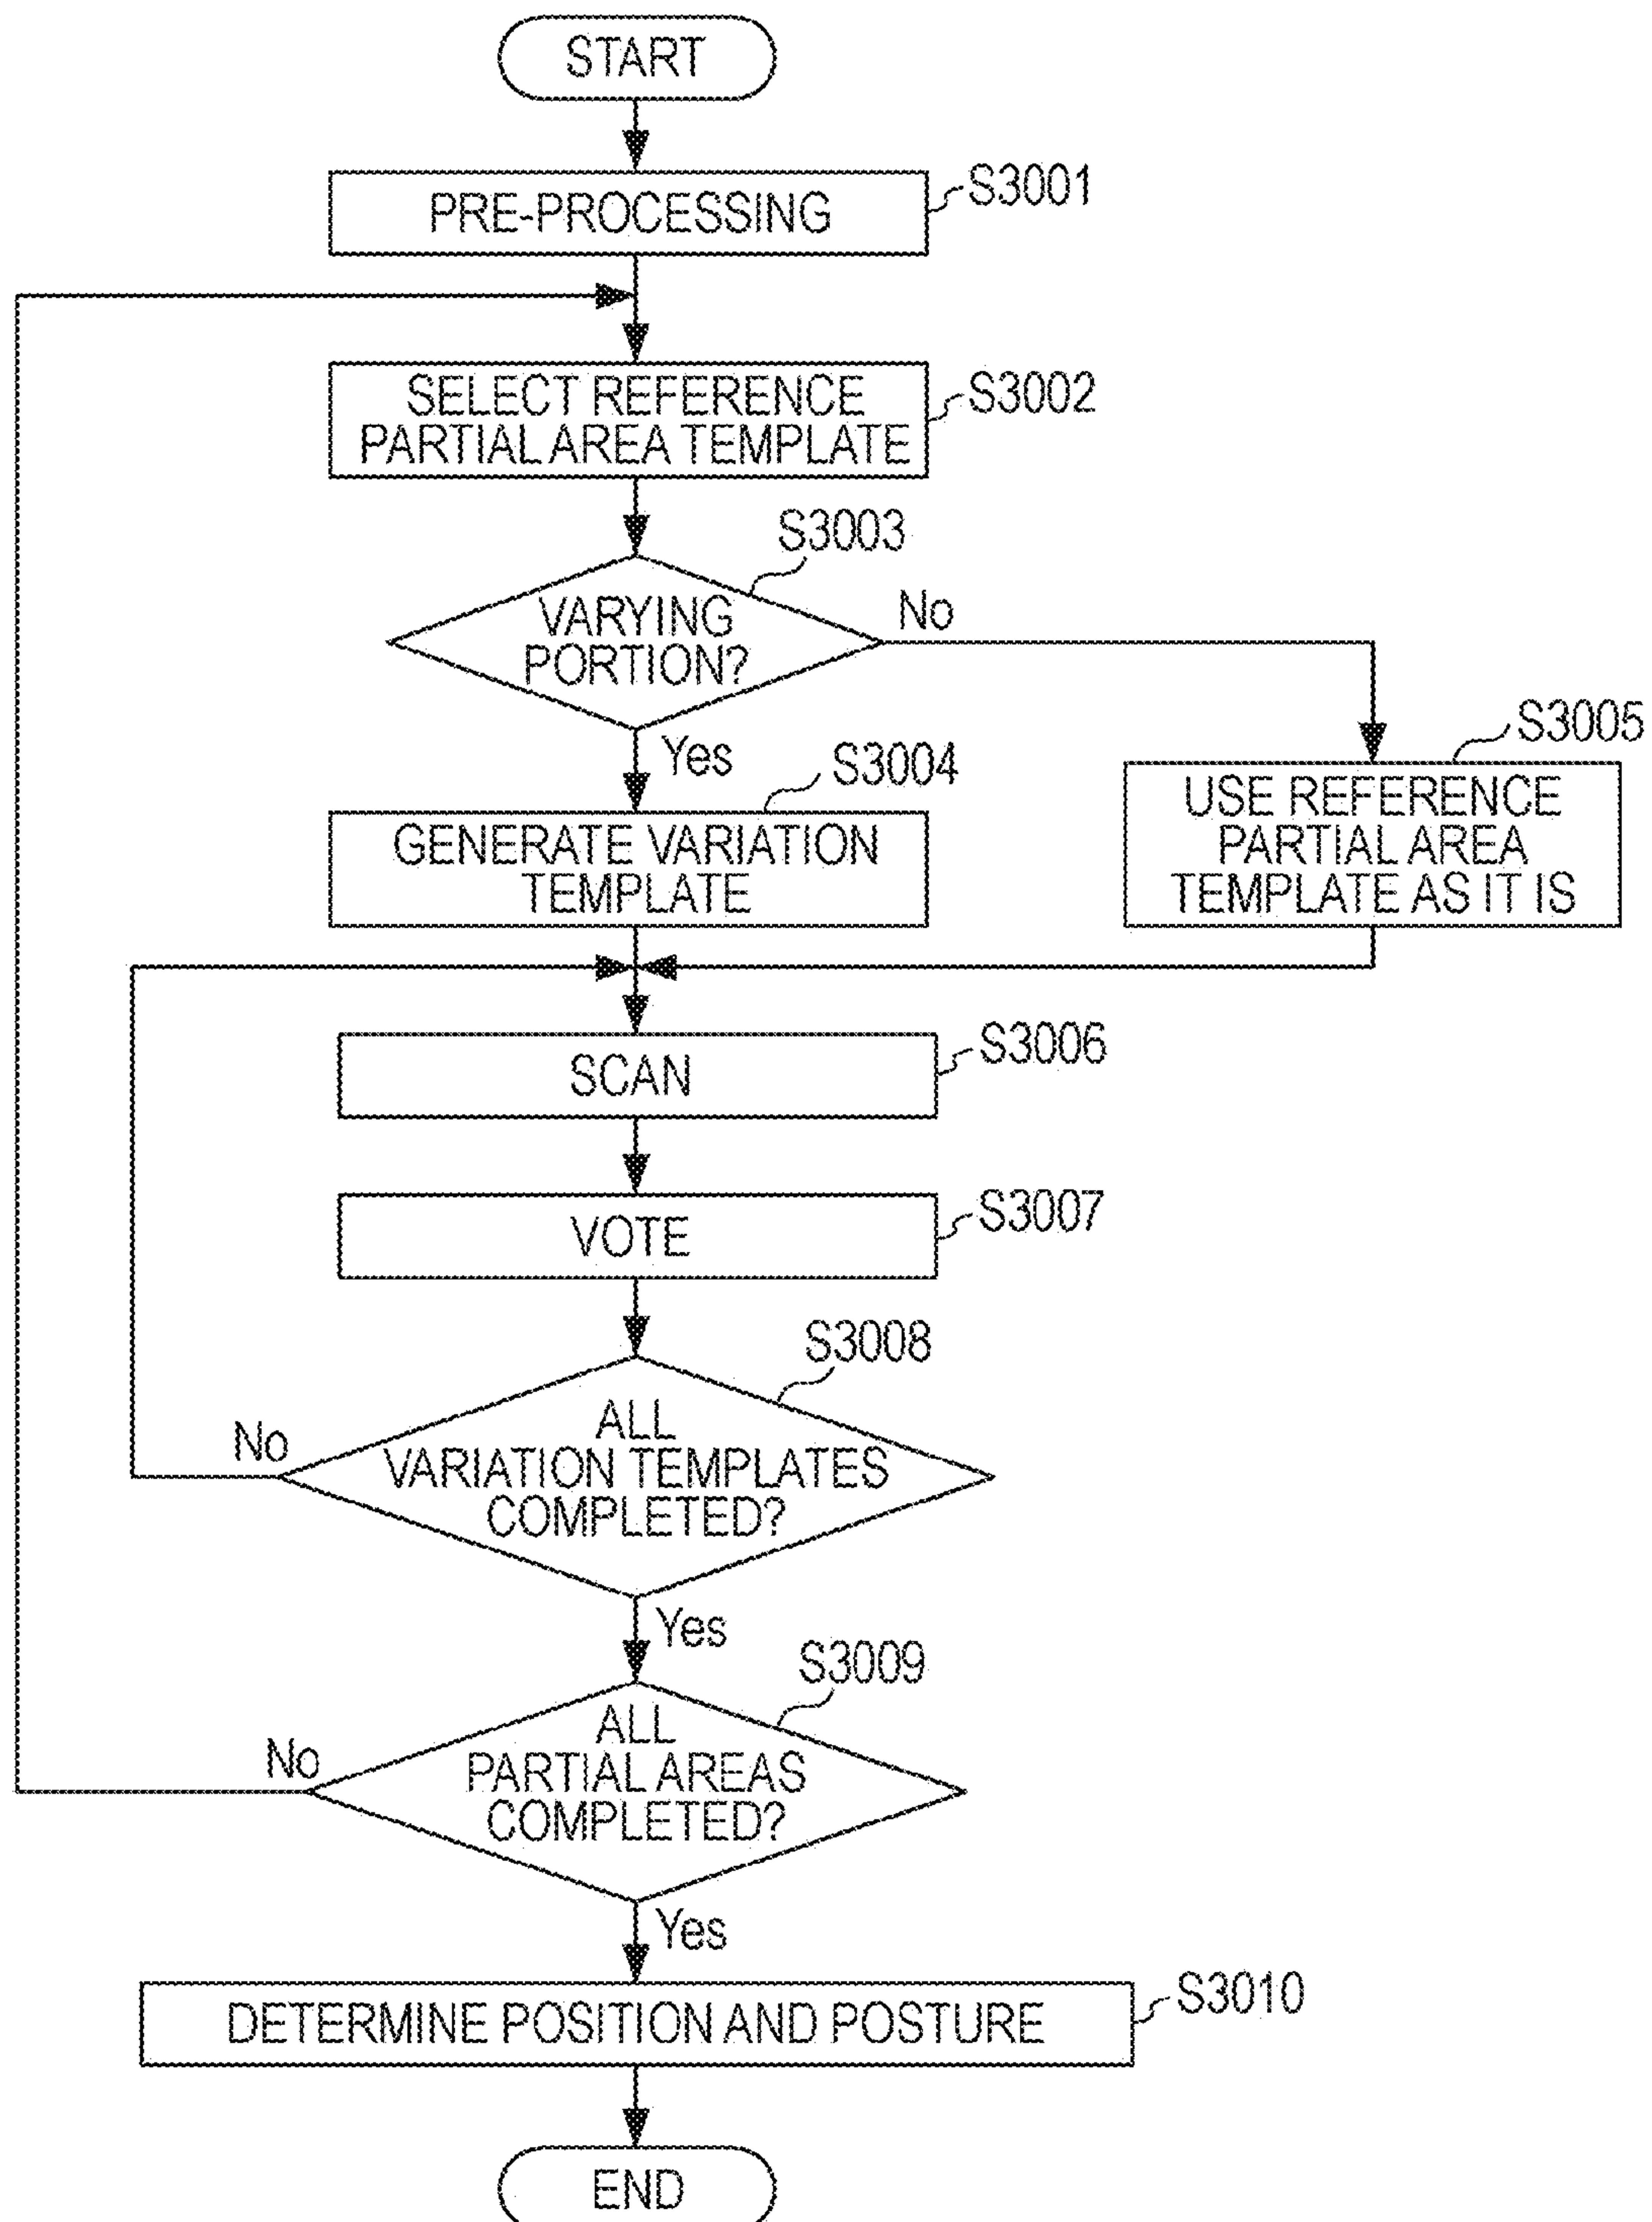 START
PRE-PROCESSING
S3001
SELECT REFERENCE
PARTIAL AREA TEMPLATE
S3002
S3003
VARYING
PORTION?
No
Yes
S3004
GENERATE VARIATION
TEMPLATE
S3005
USE REFERENCE
PARTIAL AREA
TEMPLATE AS IT IS
SCAN
S3006
VOTE
S3007
S3008
ALL
VARIATION TEMPLATES
COMPLETED?
No
Yes
S3009
ALL
PARTIAL AREAS
COMPLETED?
No
Yes
DETERMINE POSITION AND POSTURE
S3010
END